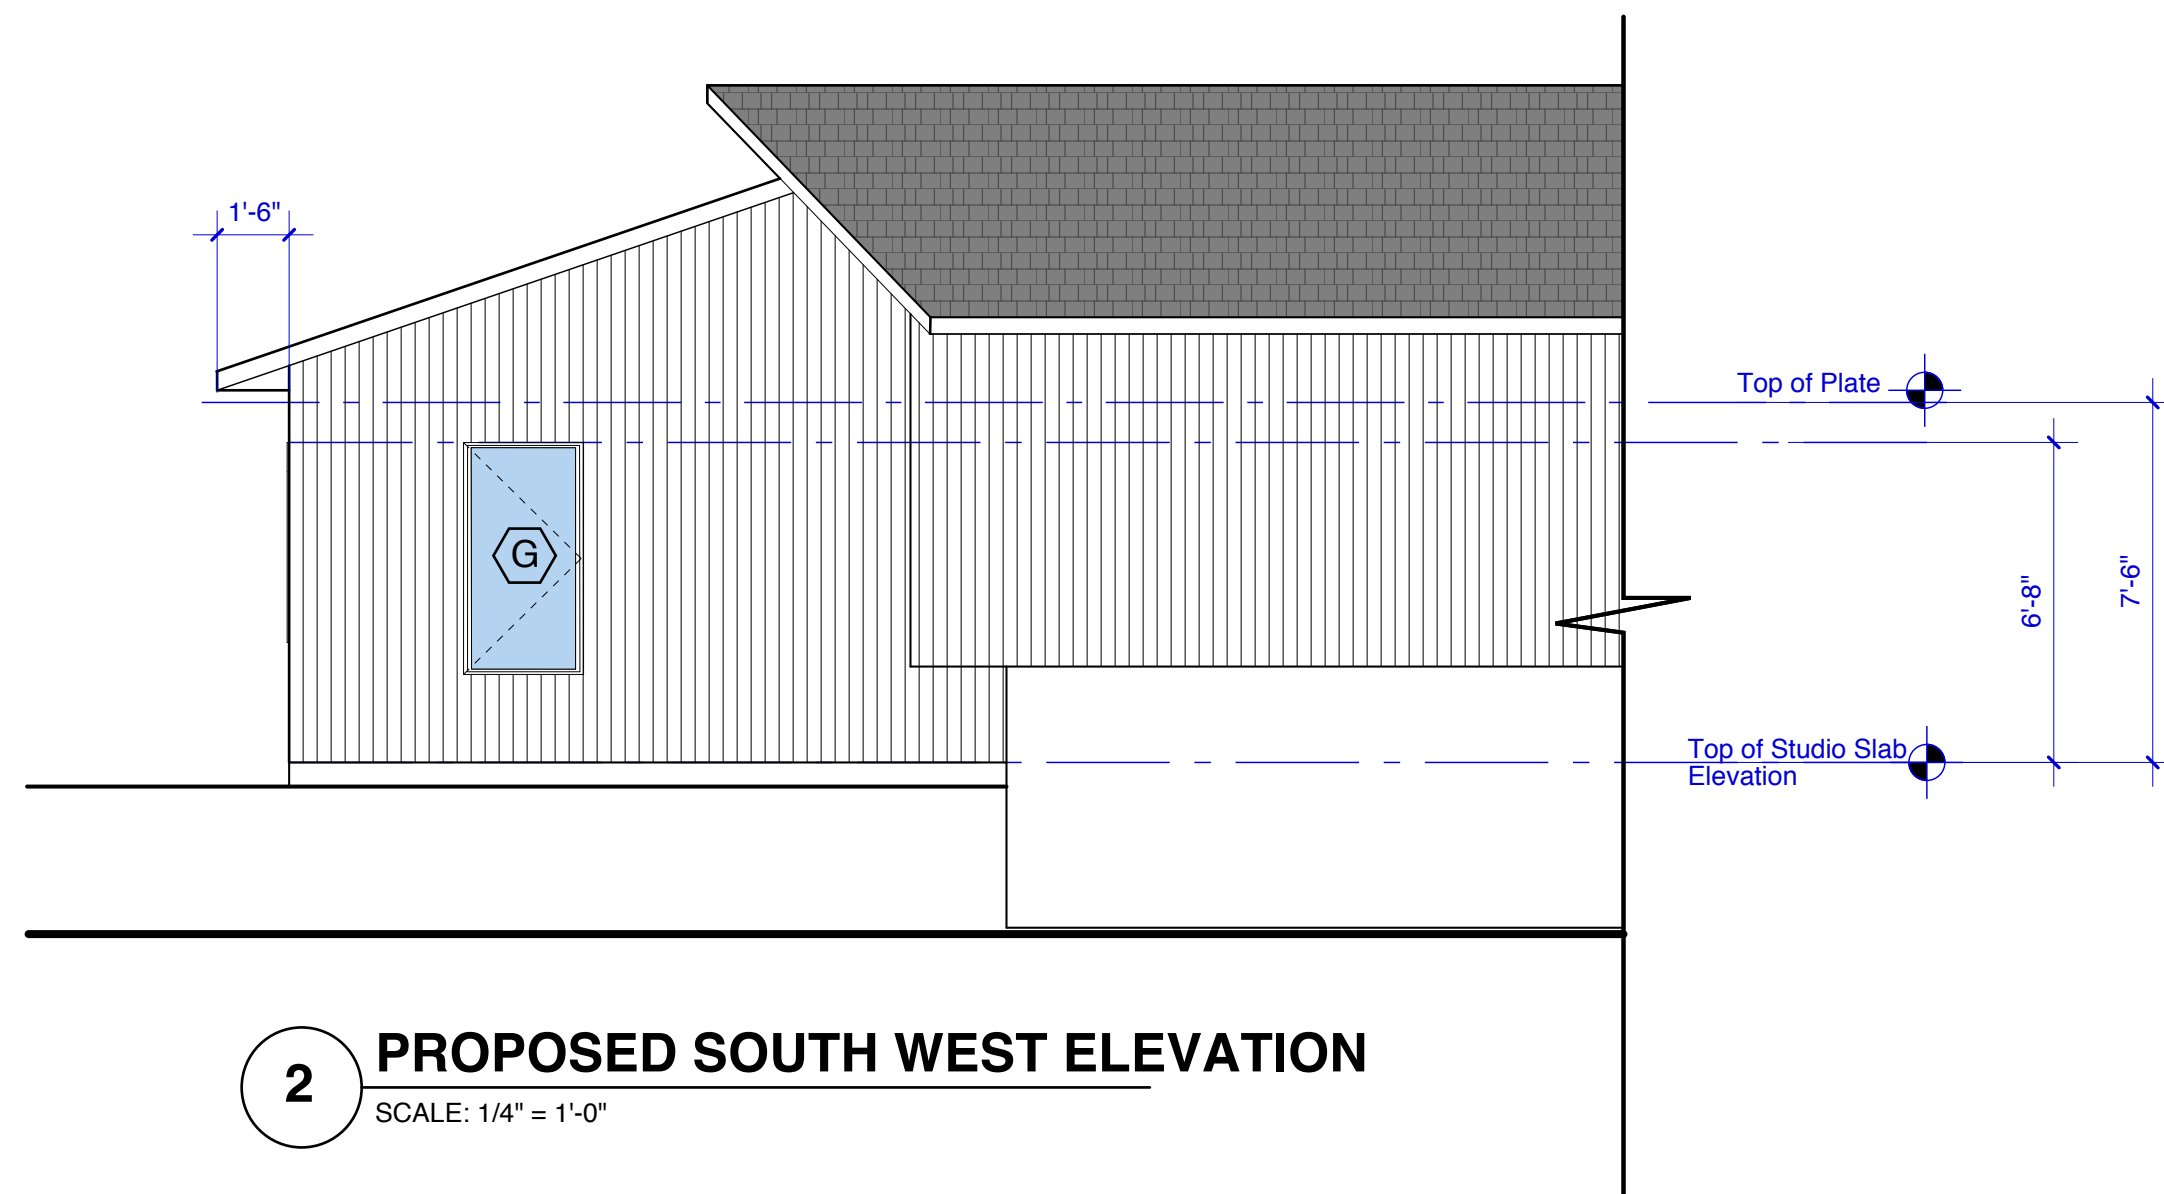 1'-6"
Top of Plate
G
6'-8"
7'-6"
Top of Studio Slab
Elevation
2
PROPOSED SOUTH WEST ELEVATION
SCALE: 1/4" = 1'-0"